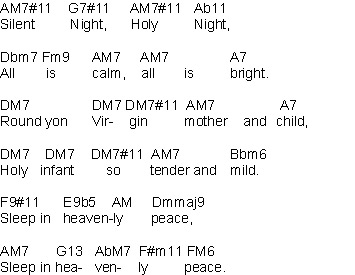 AM7#11 G7#11 AM7#11 Ab11
Silent Night, Holy Night,
Dbm7 Fm9 AM7 AM7 A7
All is calm, all is bright.
DM7 DM7 DM7#11 AM7 A7
Round yon Vir- gin mother and child,
DM7 DM7 DM7#11 AM7 Bbm6
Holy infant so tender and mild.
F9#11 E9b5 AM Dmmaj9
Sleep in heaven-ly peace,
AM7 G13 AbM7 F#m11 FM6
Sleep in hea- ven- ly peace.